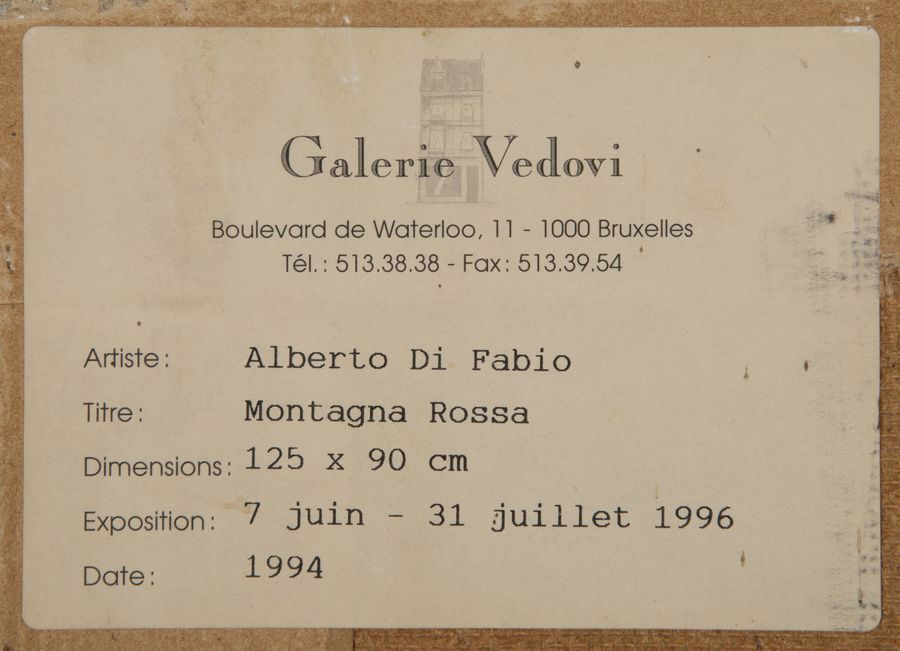 Galerie Vedovi
Boulevard de Waterloo, 11 - 1000 Bruxelles
Tél.: 513.38.38 - Fax: 513.39.54
Artiste: Alberto Di Fabio
Titre: Montagna Rossa
Dimensions: 125 x 90 cm
Exposition: 7 juin - 31 juillet 1996
Date: 1994